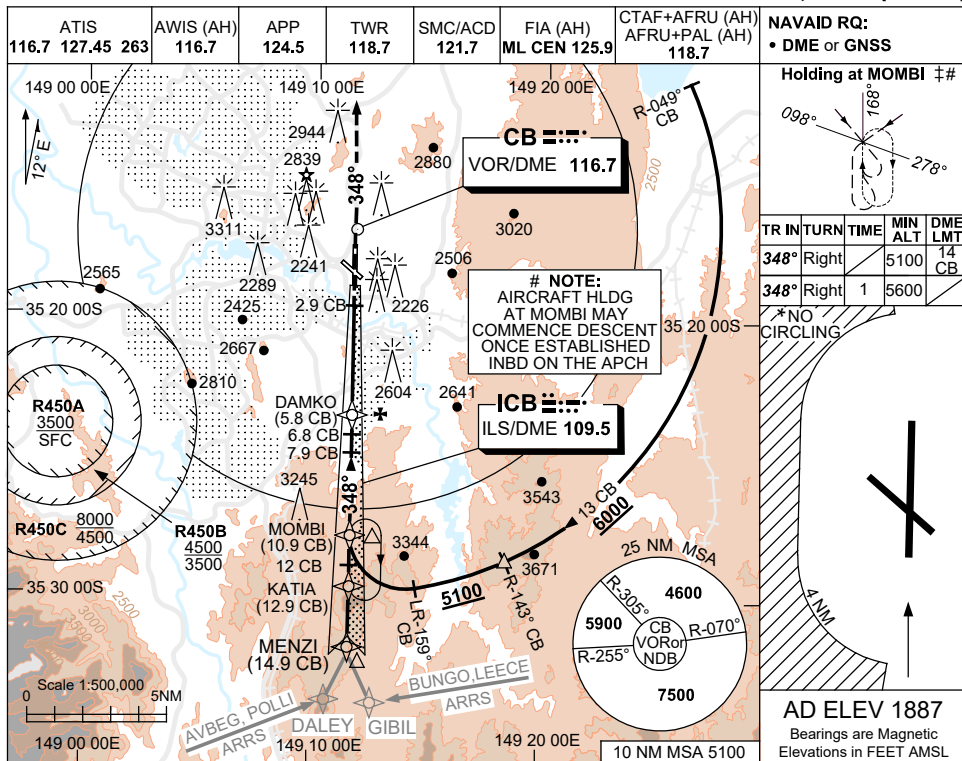 ATIS
116.7 127.45 263
AWIS (AH)
116.7
APP
124.5
TWR
118.7
SMC/ACD
121.7
FIA (AH)
ML CEN 125.9
CTAF+AFRU (AH)
AFRU+PAL (AH)
118.7
NAVAID RQ:
• DME or GNSS
149 00 00E
149 10 00E
149 20 00E
12° E
2944
2839
3311
2241
2289
2565
35 20 00S
2425
2667
2810
348°
2880
CB
VOR/DME 116.7
R-049°
CB
2500
3020
2506
2.9 CB
2226
# NOTE:
AIRCRAFT HLDG
AT MOMBI MAY
COMMENCE DESCENT
ONCE ESTABLISHED
INBD ON THE APCH
35 20 00S
2604
2641
DAMKO
(5.8 CB)
6.8 CB
7.9 CB
ICB
ILS/DME 109.5
R450A
3500
SFC
R450C
8000
4500
R450B
4500
3500
3245
348°
MOMBI
(10.9 CB)
12 CB
KATIA
(12.9 CB)
MENZI
(14.9 CB)
3543
13 CB
6000
3344
3671
5100
LR-159°
CB
R-143° CB
35 30 00S
2500
3000
3500
25 NM MSA
R-305°
4600
5900
CB
VORor
NDB
R-070°
R-255°
7500
Scale 1:500,000
0
5NM
AVBEG, POLLI
ARRS
DALEY
GIBIL
BUNGO,LEECE
ARRS
149 00 00E
149 10 00E
149 20 00E
10 NM MSA 5100
Holding at MOMBI ‡#
168°
098°
278°
TR IN TURN TIME MIN ALT DME LMT
348° Right 5100 14 CB
348° Right 1 5600
*NO
CIRCLING
4 NM
AD ELEV 1887
Bearings are Magnetic
Elevations in FEET AMSL